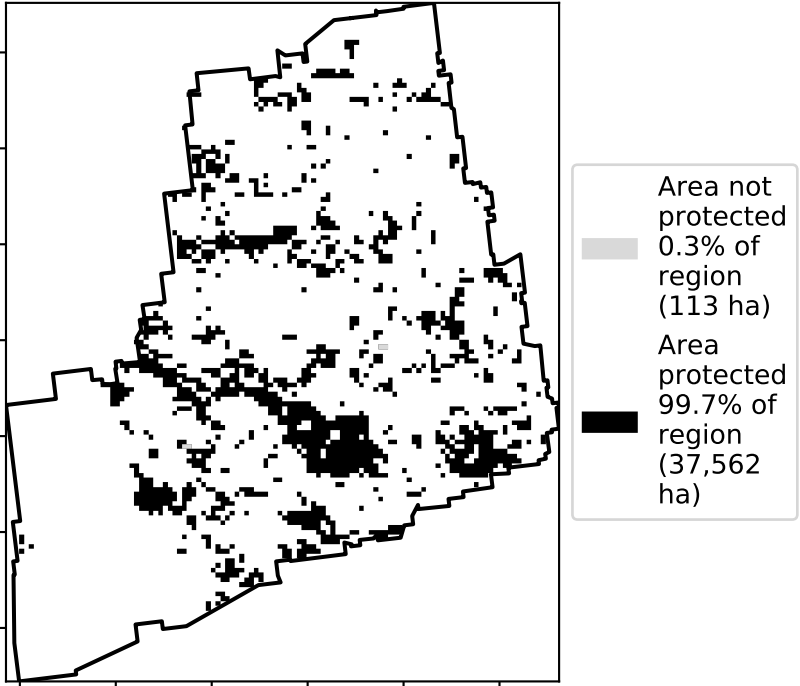 Area not
protected
0.3% of
region
(113 ha)
Area
protected
99.7% of
region
(37,562
ha)